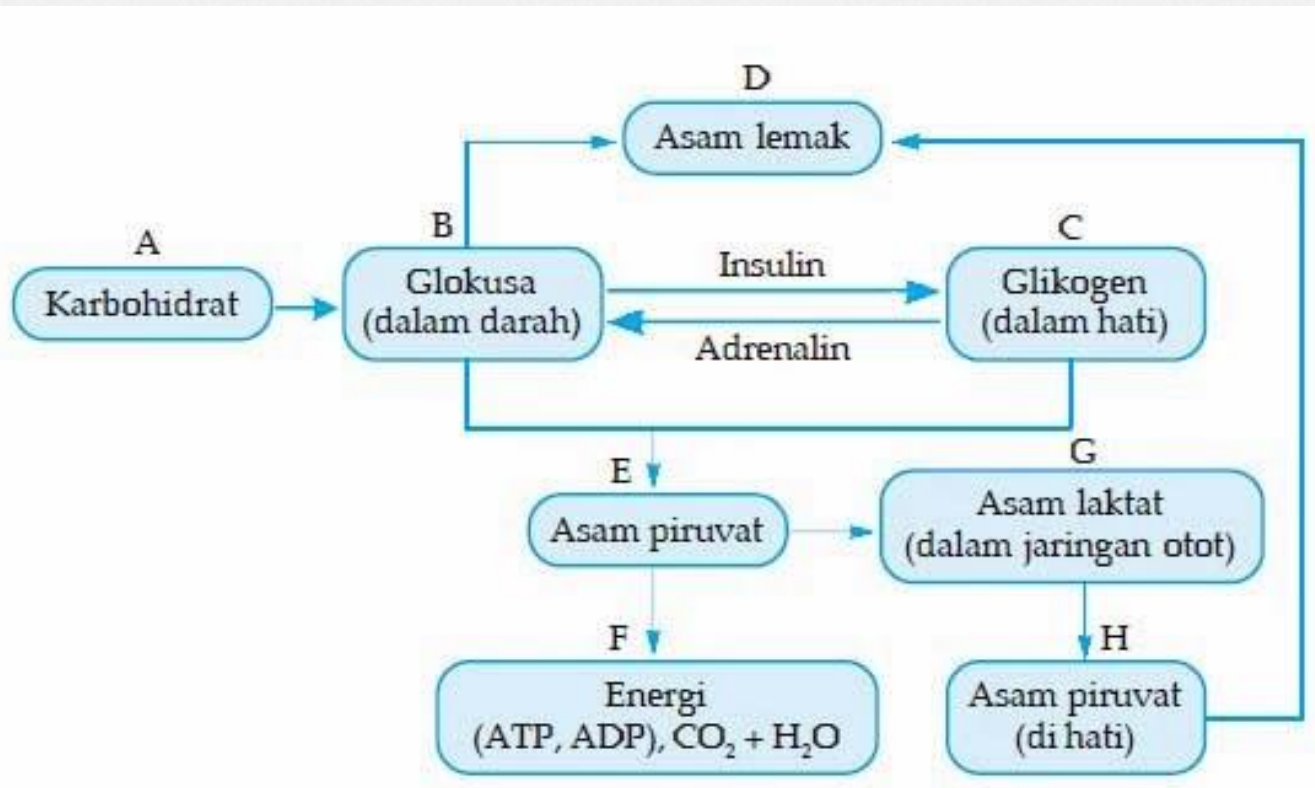 D
Asam lemak
B
C
A
Karbohidrat
Glokusa
(dalam darah)
Insulin
Adrenalin
Glikogen
(dalam hati)
E
Asam piruvat
G
Asam laktat
(dalam jaringan otot)
F
Energi
(ATP, ADP), CO₂ + H₂O
H
Asam piruvat
(di hati)